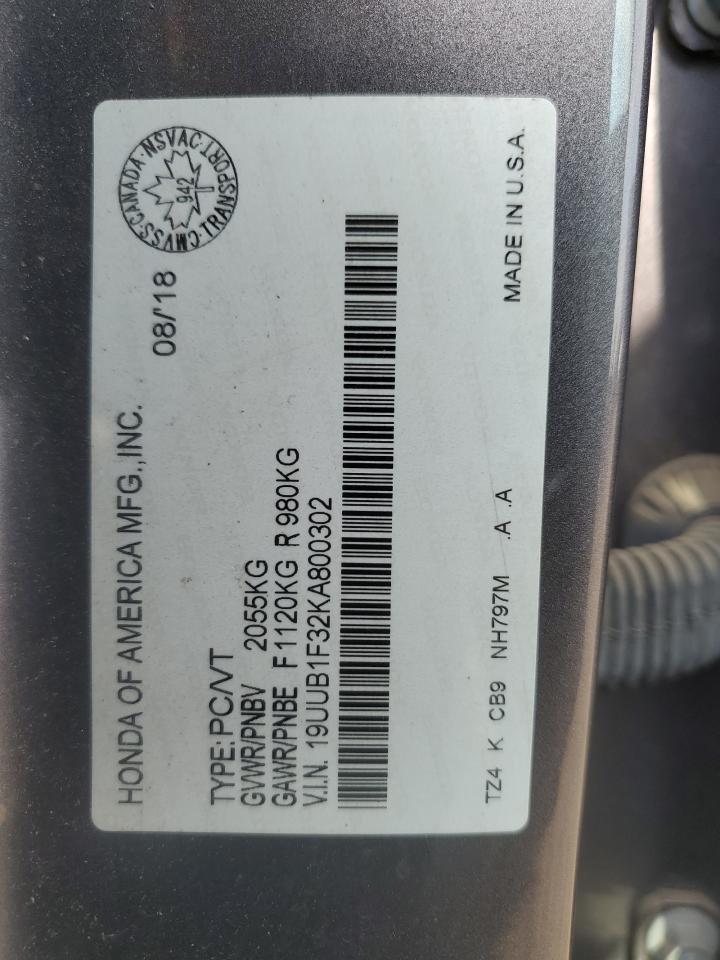 HONDA OF AMERICA MFG.,INC.
08/'18
CMVSS·CANADA·NSVAC·TRANSPORT·
942
TYPE: PC/VT
GVWR/PNBV 2055KG
GAWR/PNBE F 1120KG R 980KG
V.I.N. 19UUB1F32KA800302
TZ4 K CB9 NH797M .A .A MADE IN U.S.A.